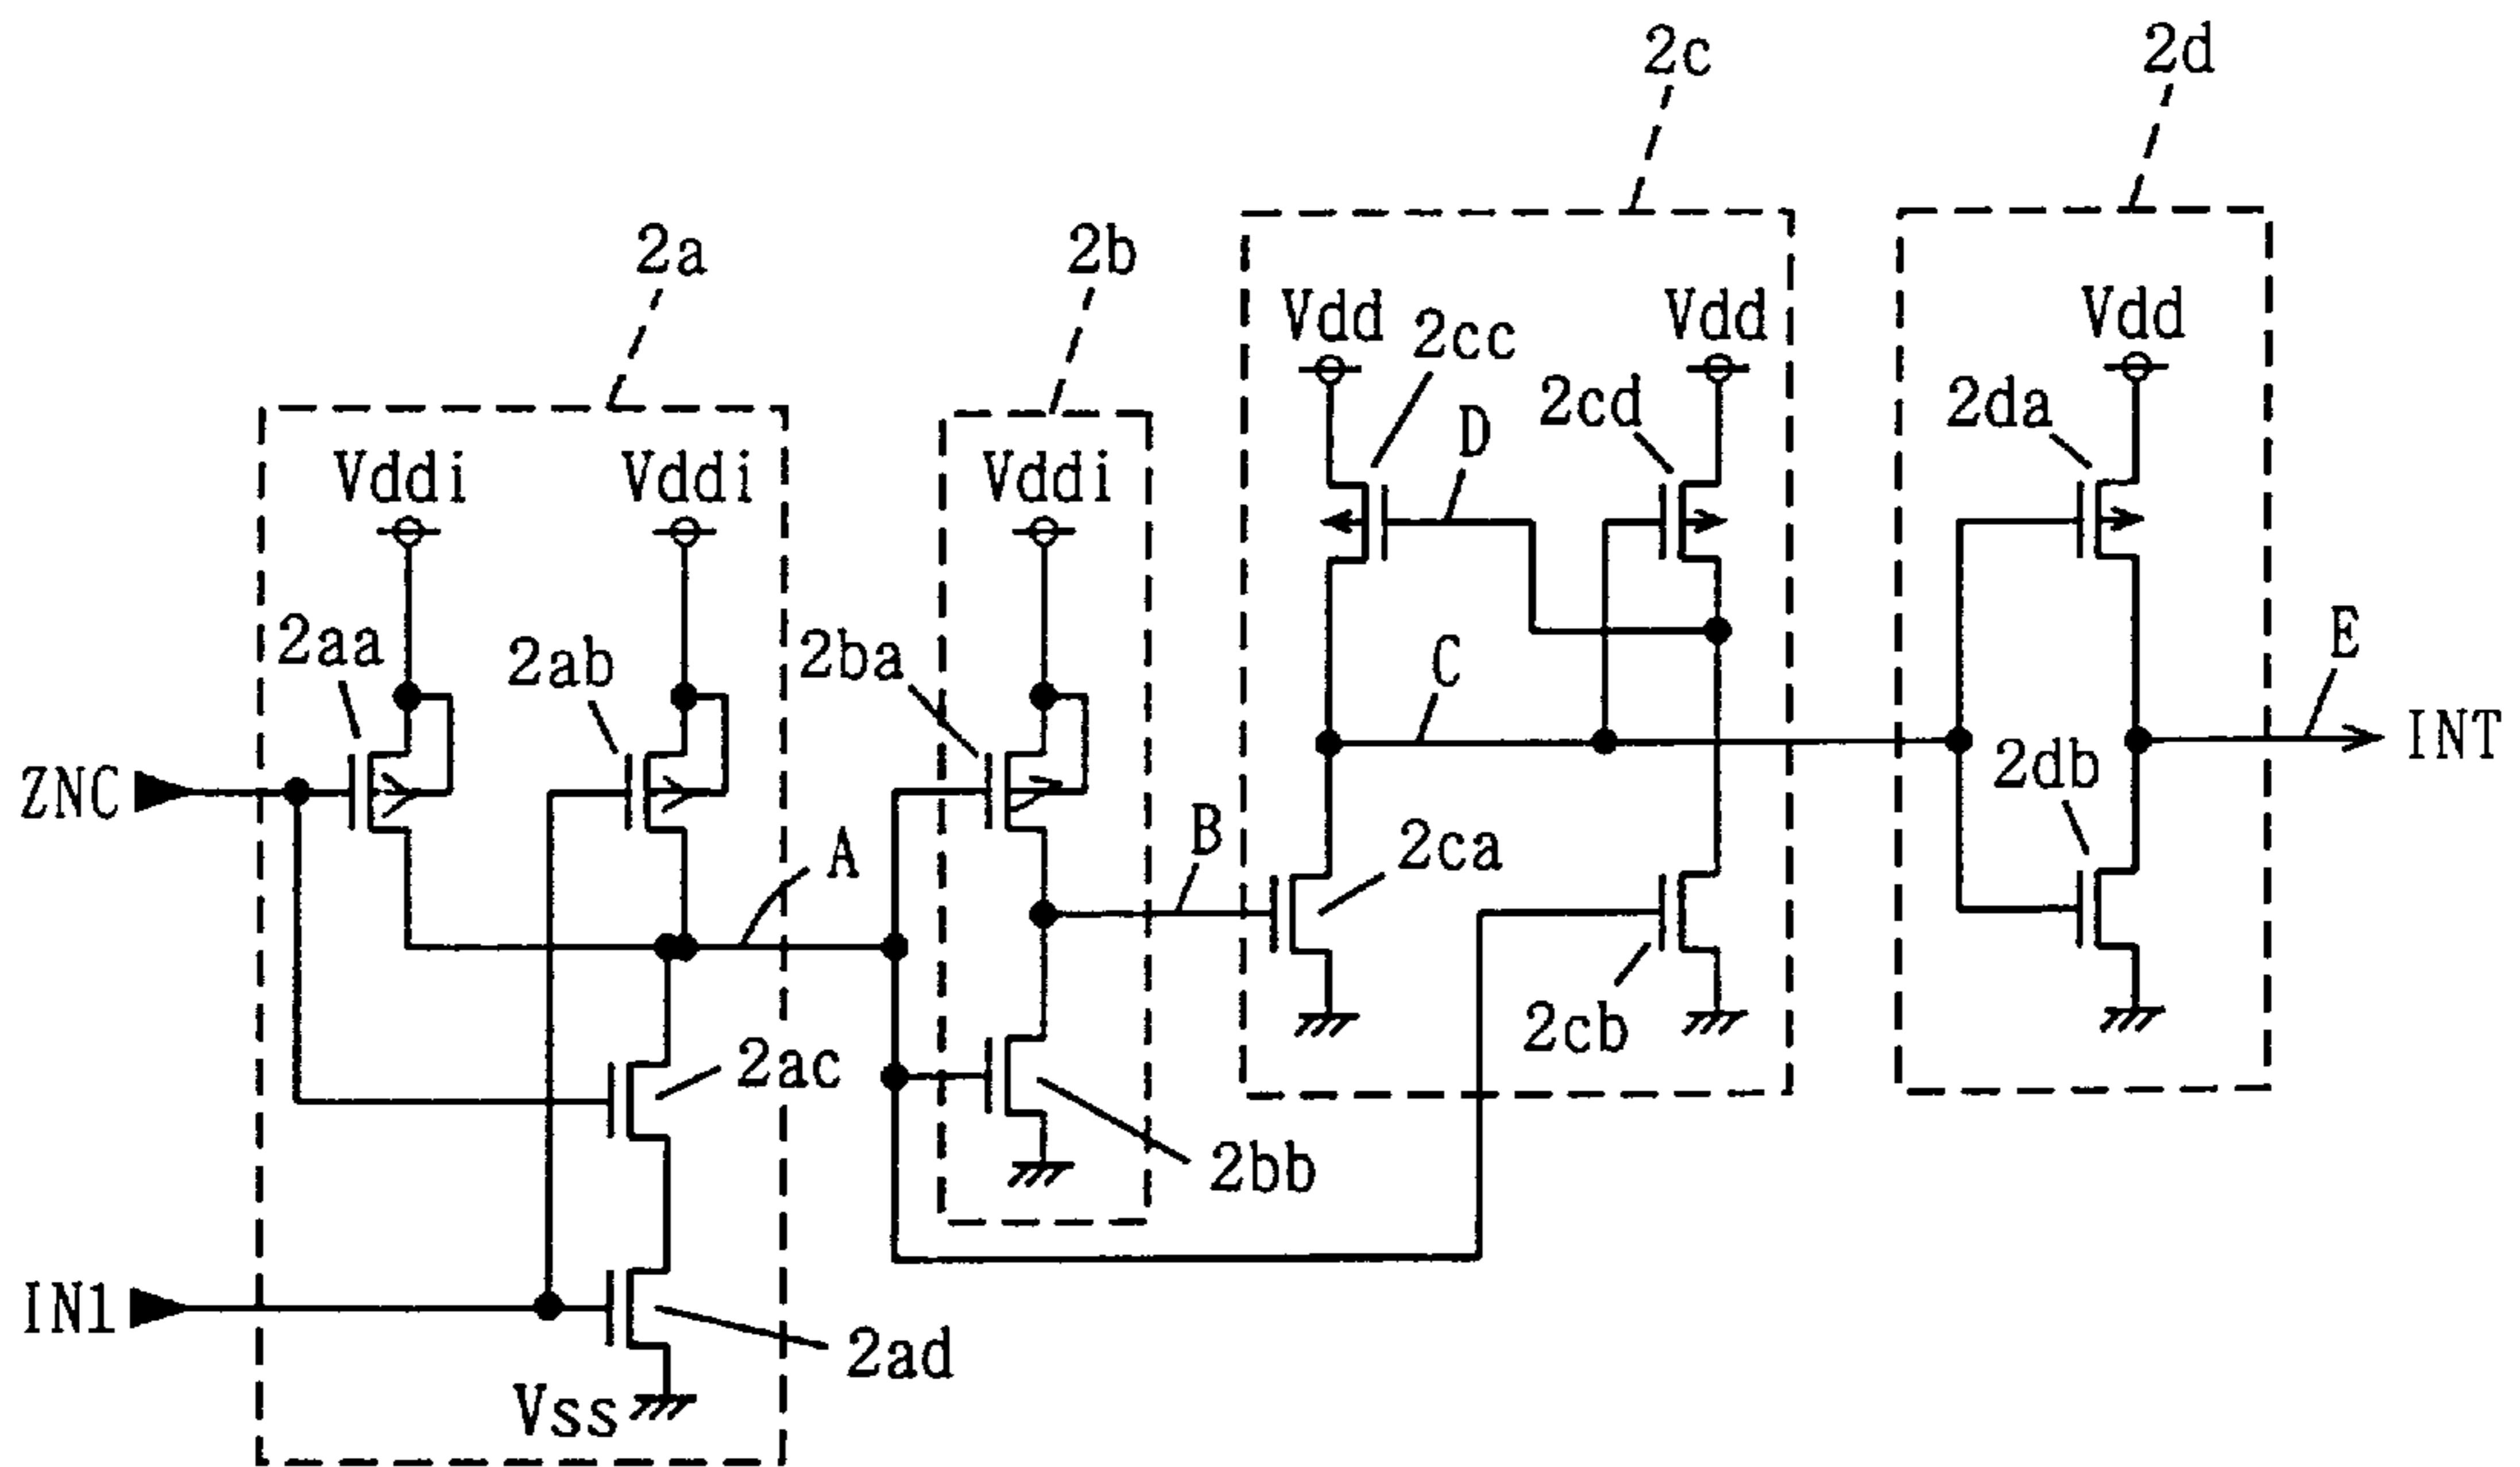 2c
2d
2a
2b
Vdd
2cc
Vdd
Vdd
2cd
D
2da
Vddi
Vddi
Vddi
2aa
2ab
2ba
C
E
ZNC
A
B
2ca
2db
INT
2ac
2cb
2bb
IN1
2ad
Vss